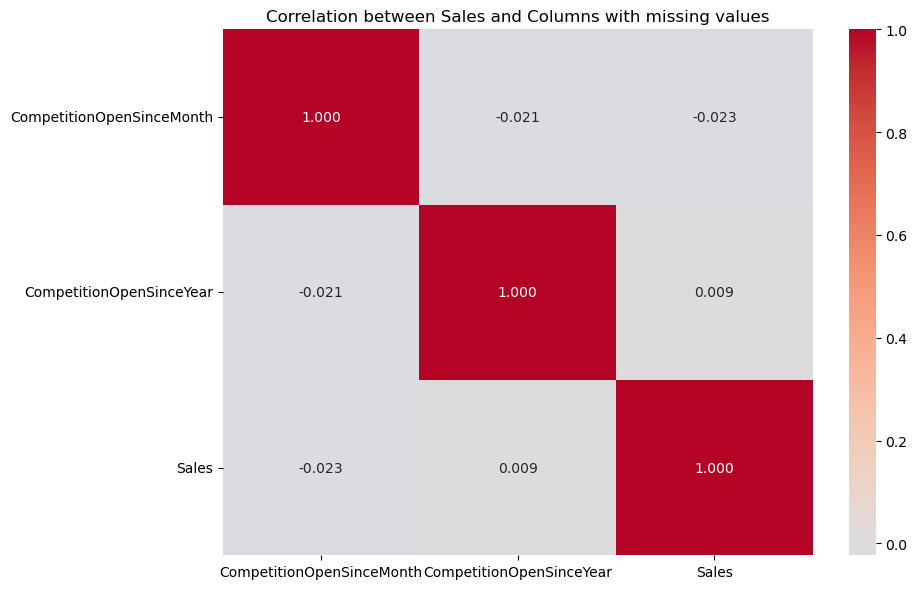 Correlation between Sales and Columns with missing values
CompetitionOpenSinceMonth
1.000
-0.021
-0.023
CompetitionOpenSinceYear
-0.021
1.000
0.009
Sales
-0.023
0.009
1.000
CompetitionOpenSinceMonth
CompetitionOpenSinceYear
Sales
1.0
0.8
0.6
0.4
0.2
0.0